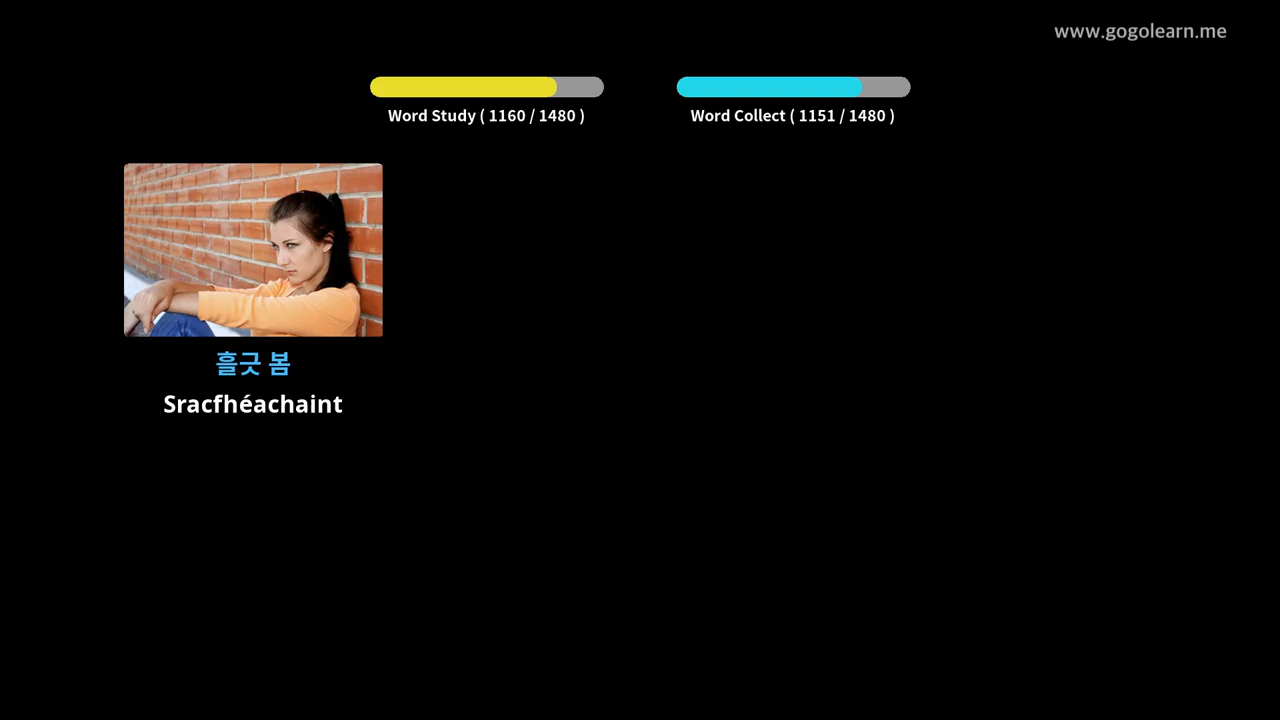 www.gogolearn.me
Word Study ( 1160 / 1480 )
Word Collect ( 1151 / 1480 )
흘긋 봄
Sracfhéachaint